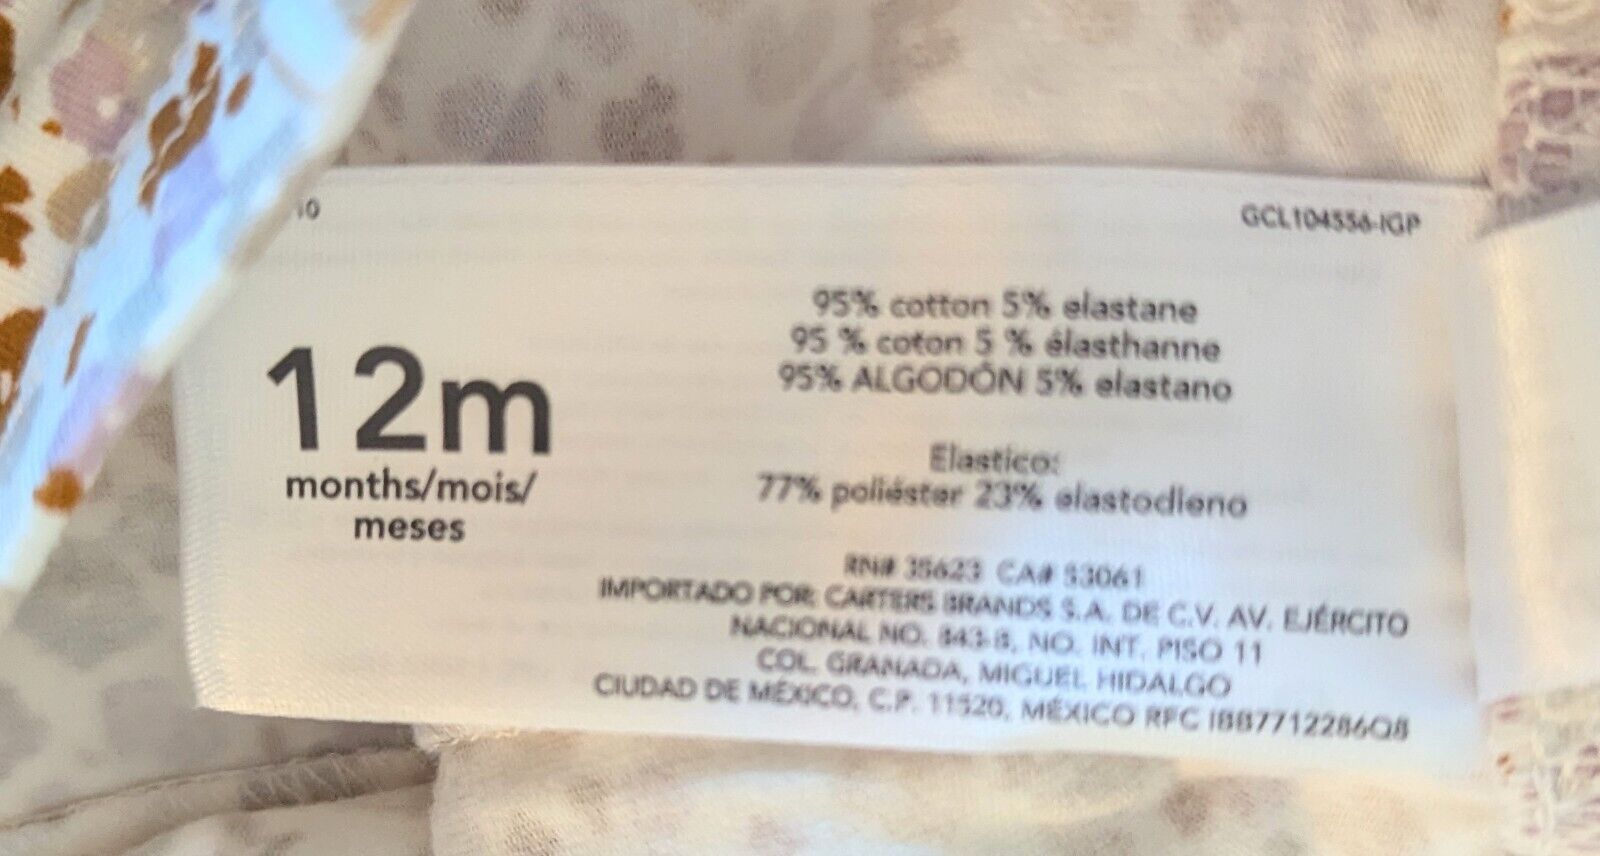 10
GCL104556-IGP
12m
months/mois/
meses
95% cotton 5% elastane
95 % coton 5 % élasthanne
95% ALGODÓN 5% elastano
Elastico:
77% poliéster 23% elastodieno
RN# 35623 CA# 53061
IMPORTADO POR: CARTERS BRANDS S.A. DE C.V. AV. EJÉRCITO
NACIONAL NO. 843-B, NO. INT. PISO 11
COL. GRANADA, MIGUEL HIDALGO
CIUDAD DE MÉXICO, C.P. 11520, MÉXICO RFC IBB7712286Q8